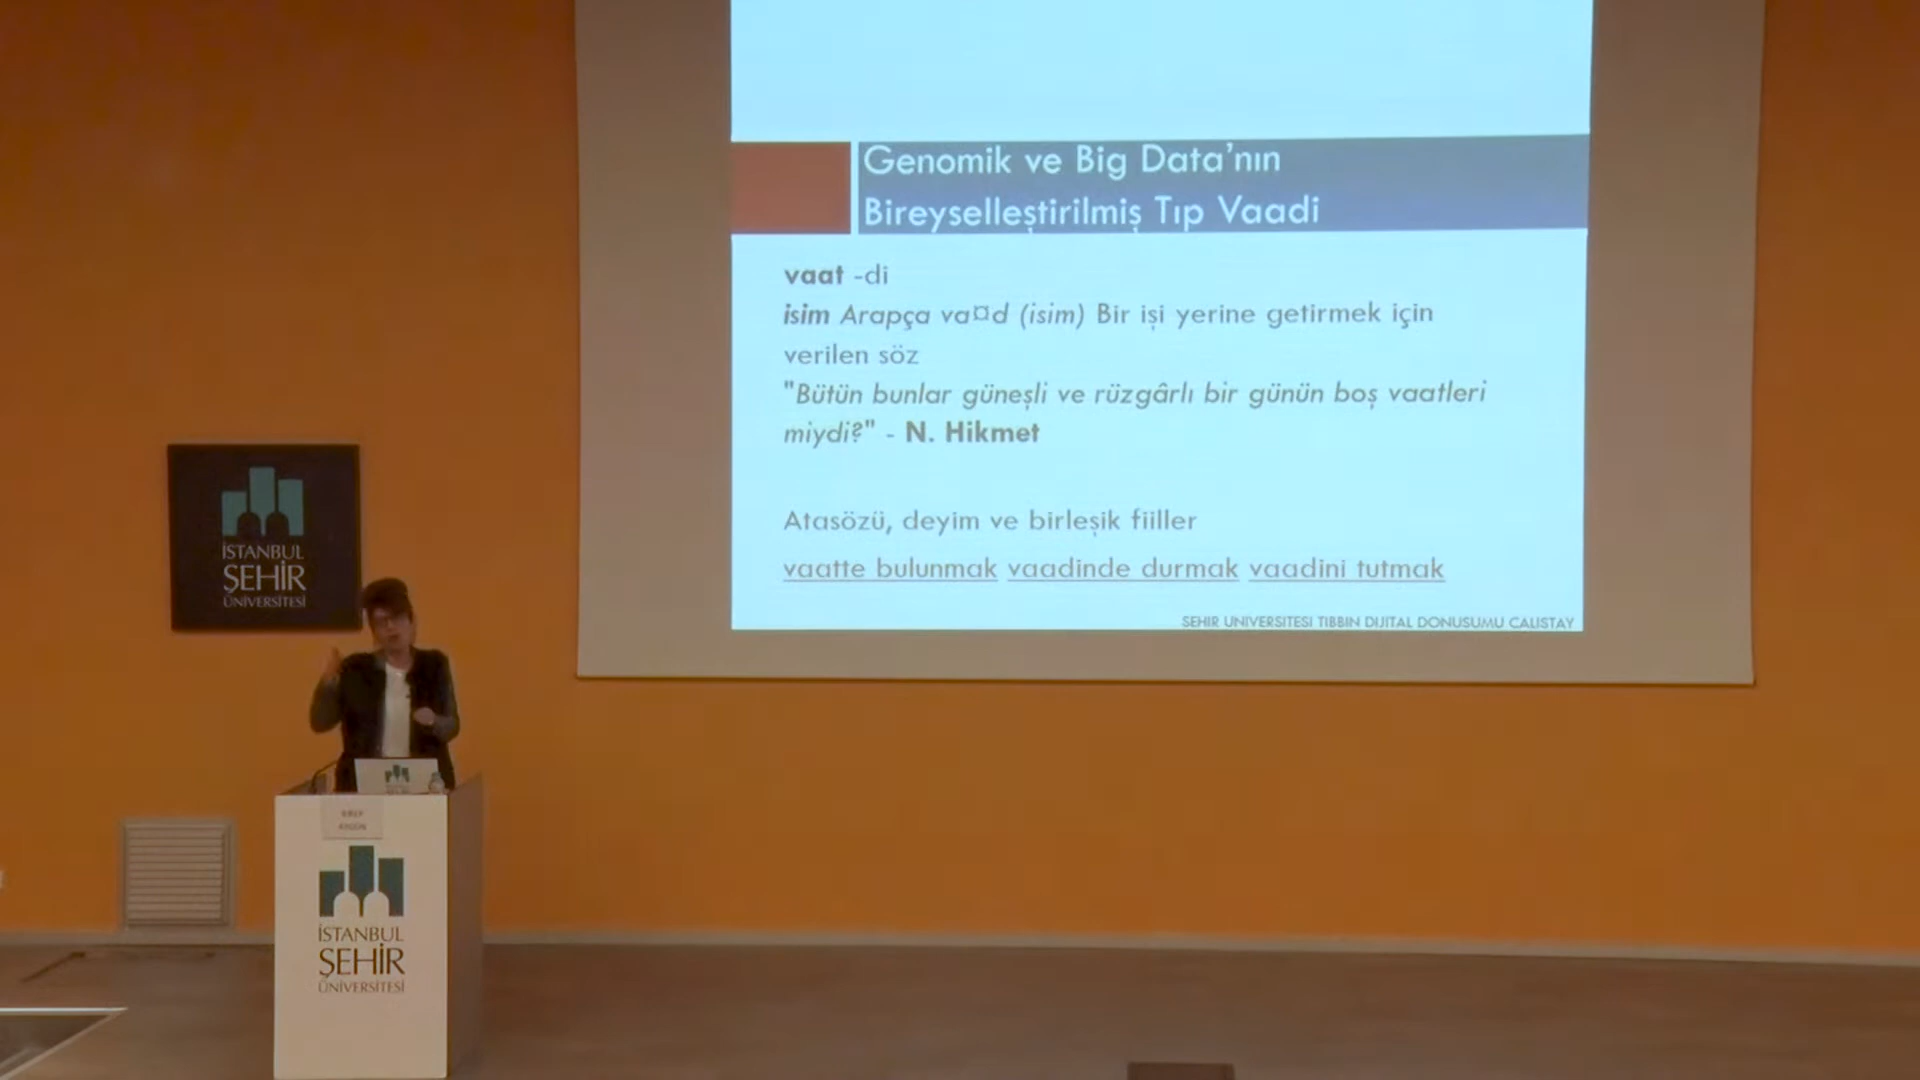 Genomik ve Big Data'nın
Bireyselleştirilmiş Tıp Vaadi
vaat -di
isim Arapça va¤d (isim) Bir işi yerine getirmek için
verilen söz
"Bütün bunlar güneşli ve rüzgârlı bir günün boş vaatleri
miydi?" - N. Hikmet
Atasözü, deyim ve birleşik fiiller
vaatte bulunmak vaadinde durmak vaadini tutmak
SEHIR UNIVERSITESI TIBBIN DIJITAL DONUSUMU CALISTAY
İSTANBUL
ŞEHİR
ÜNİVERSİTESİ
İSTANBUL
ŞEHİR
ÜNİVERSİTESİ